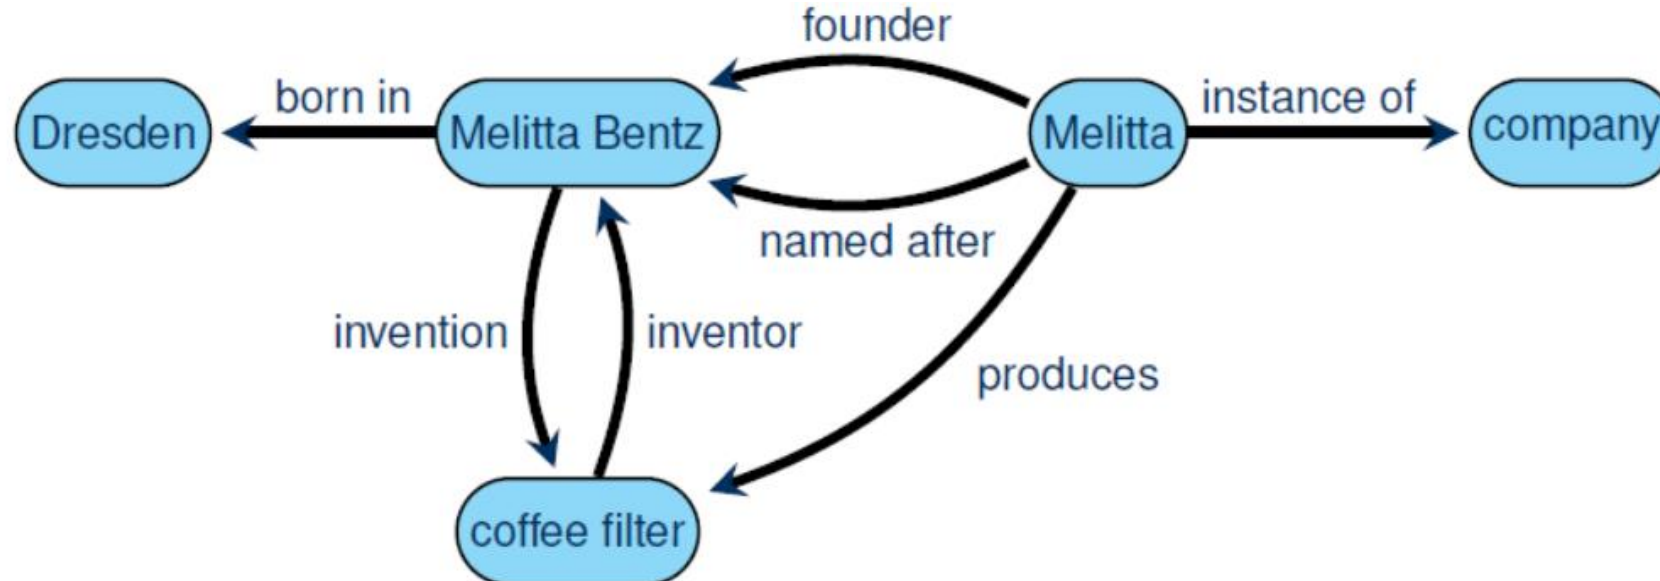 founder
born in
instance of
Dresden
Melitta Bentz
Melitta
company
named after
invention
inventor
produces
coffee filter